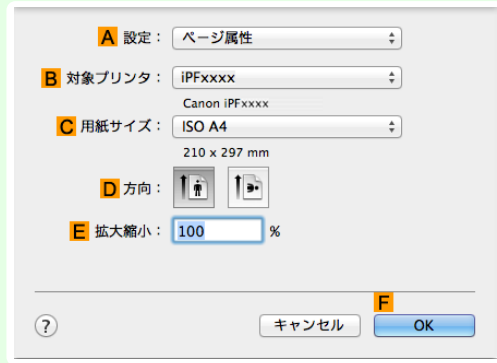 A 設定： ページ属性
B 対象プリンタ： iPFxxxx
Canon iPFxxxx
C 用紙サイズ： ISO A4
210 x 297 mm
D 方向：
E 拡大縮小： 100 %
F
? キャンセル OK